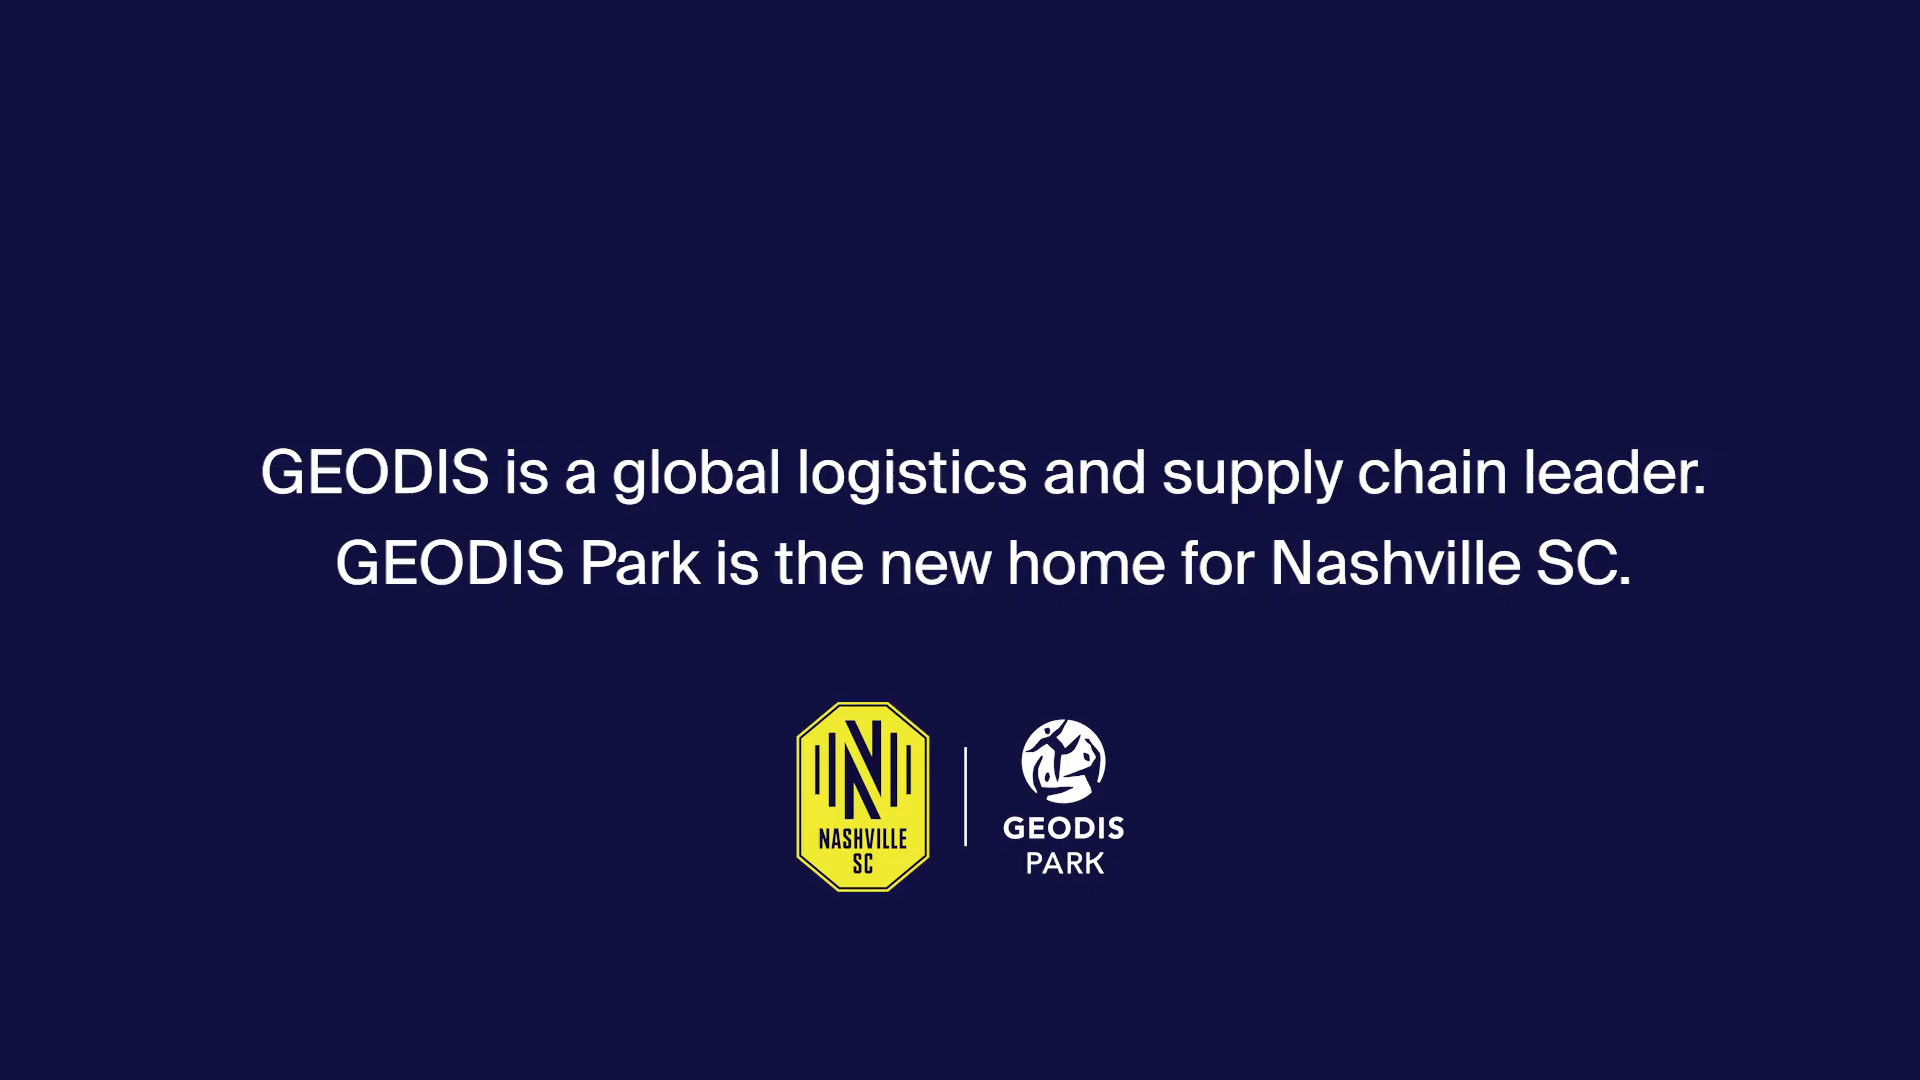 GEODIS is a global logistics and supply chain leader.
GEODIS Park is the new home for Nashville SC.
N
NASHVILLE
SC
GEODIS
PARK